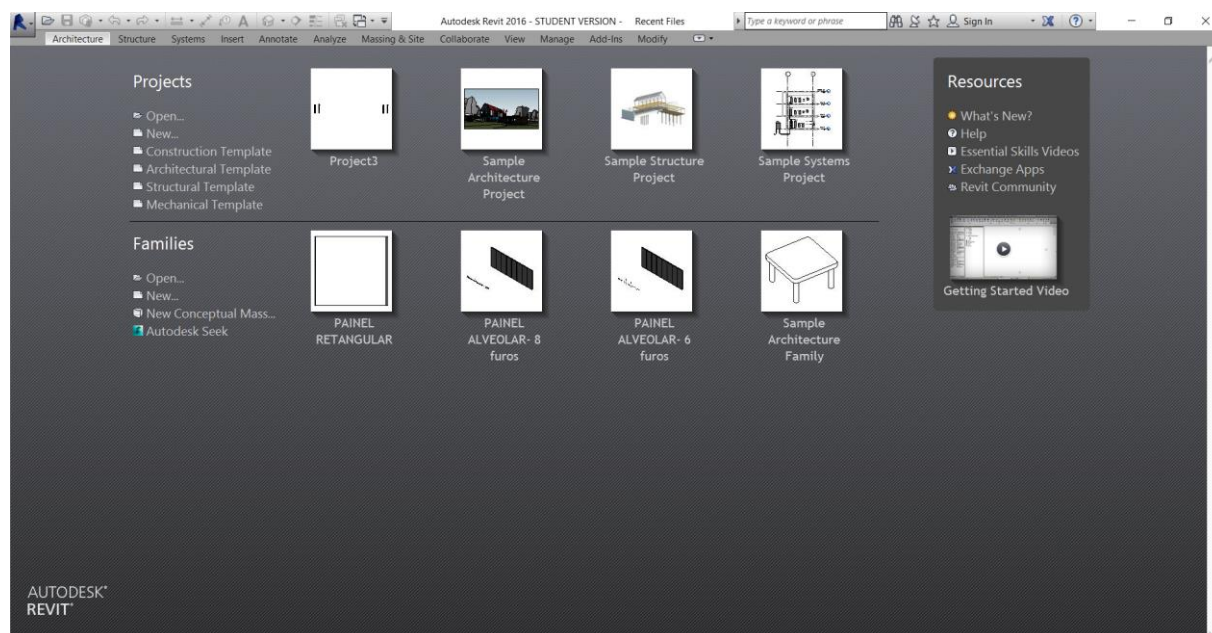 Autodesk Revit 2016 - STUDENT VERSION - Recent Files
Type a keyword or phrase
Sign In
Architecture Structure Systems Insert Annotate Analyze Massing & Site Collaborate View Manage Add-Ins Modify
Projects
Open...
New...
Construction Template
Architectural Template
Structural Template
Mechanical Template
Project3
Sample
Architecture
Project
Sample Structure
Project
Sample Systems
Project
Families
Open...
New...
New Conceptual Mass...
Autodesk Seek
PAINEL
RETANGULAR
PAINEL
ALVEOLAR- 8
furos
PAINEL
ALVEOLAR- 6
furos
Sample
Architecture
Family
Resources
What's New?
Help
Essential Skills Videos
Exchange Apps
Revit Community
Getting Started Video
AUTODESK®
REVIT®